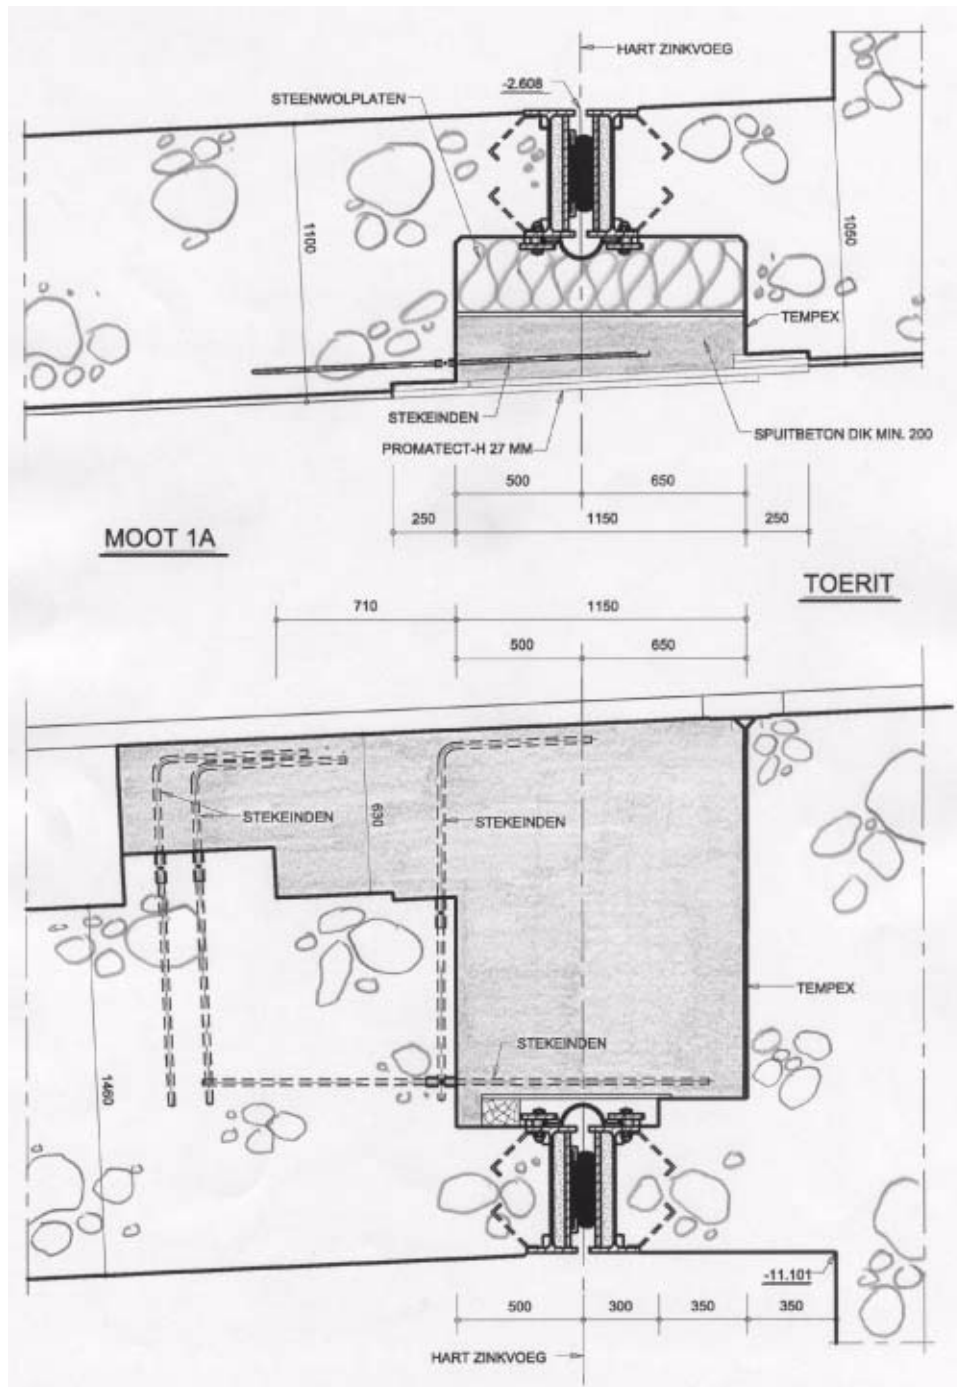 HART ZINKVOEG
-2.608
STEENWOLPLATEN
1100
1050
TEMPEX
STEKEINDEN
SPUITBETON DIK MIN. 200
PROMATECT-H 27 MM
500 650
250 1150 250
MOOT 1A
TOERIT
710 1150
500 650
STEKEINDEN
630
STEKEINDEN
TEMPEX
STEKEINDEN
1460
-11.101
500 300 350 350
HART ZINKVOEG